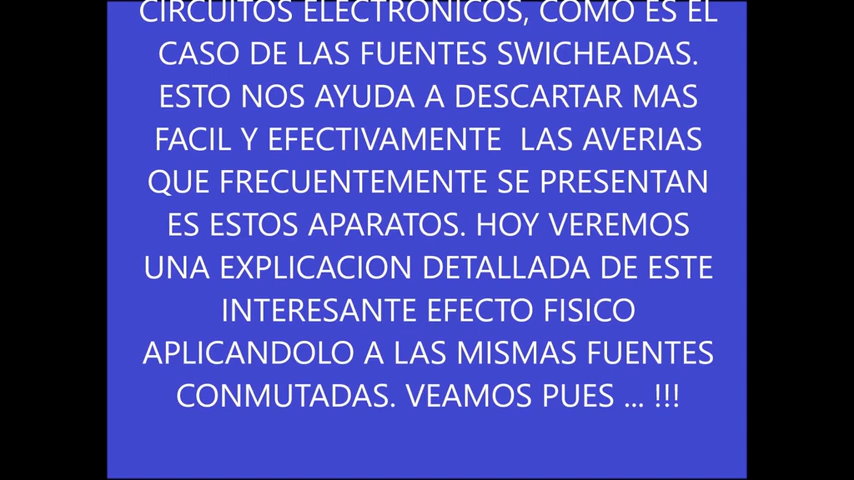 CIRCUITOS ELECTRONICOS, COMO ES EL
CASO DE LAS FUENTES SWICHEADAS.
ESTO NOS AYUDA A DESCARTAR MAS
FACIL Y EFECTIVAMENTE  LAS AVERIAS
QUE FRECUENTEMENTE SE PRESENTAN
ES ESTOS APARATOS. HOY VEREMOS
UNA EXPLICACION DETALLADA DE ESTE
INTERESANTE EFECTO FISICO
APLICANDOLO A LAS MISMAS FUENTES
CONMUTADAS. VEAMOS PUES ... !!!